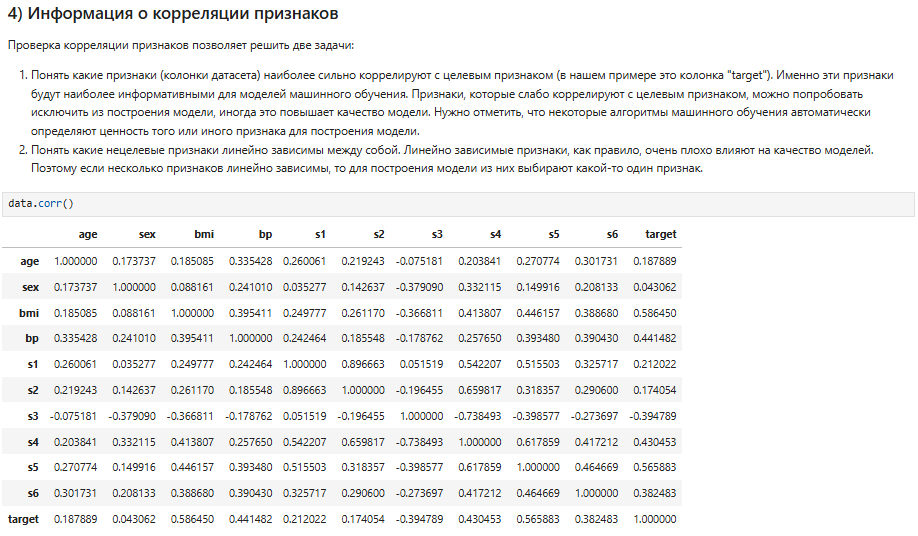 4) Информация о корреляции признаков
Проверка корреляции признаков позволяет решить две задачи:
1. Понять какие признаки (колонки датасета) наиболее сильно коррелируют с целевым признаком (в нашем примере это колонка "target"). Именно эти признаки
будут наиболее информативными для моделей машинного обучения. Признаки, которые слабо коррелируют с целевым признаком, можно попробовать
исключить из построения модели, иногда это повышает качество модели. Нужно отметить, что некоторые алгоритмы машинного обучения автоматически
определяют ценность того или иного признака для построения модели.
2. Понять какие нецелевые признаки линейно зависимы между собой. Линейно зависимые признаки, как правило, очень плохо влияют на качество моделей.
Поэтому если несколько признаков линейно зависимы, то для построения модели из них выбирают какой-то один признак.
data.corr()
age sex bmi bp s1 s2 s3 s4 s5 s6 target
age 1.000000 0.173737 0.185085 0.335428 0.260061 0.219243 -0.075181 0.203841 0.270774 0.301731 0.187889
sex 0.173737 1.000000 0.088161 0.241010 0.035277 0.142637 -0.379090 0.332115 0.149916 0.208133 0.043062
bmi 0.185085 0.088161 1.000000 0.395411 0.249777 0.261170 -0.366811 0.413807 0.446157 0.388680 0.586450
bp 0.335428 0.241010 0.395411 1.000000 0.242464 0.185548 -0.178762 0.257650 0.393480 0.390430 0.441482
s1 0.260061 0.035277 0.249777 0.242464 1.000000 0.896663 0.051519 0.542207 0.515503 0.325717 0.212022
s2 0.219243 0.142637 0.261170 0.185548 0.896663 1.000000 -0.196455 0.659817 0.318357 0.290600 0.174054
s3 -0.075181 -0.379090 -0.366811 -0.178762 0.051519 -0.196455 1.000000 -0.738493 -0.398577 -0.273697 -0.394789
s4 0.203841 0.332115 0.413807 0.257650 0.542207 0.659817 -0.738493 1.000000 0.617859 0.417212 0.430453
s5 0.270774 0.149916 0.446157 0.393480 0.515503 0.318357 -0.398577 0.617859 1.000000 0.464669 0.565883
s6 0.301731 0.208133 0.388680 0.390430 0.325717 0.290600 -0.273697 0.417212 0.464669 1.000000 0.382483
target 0.187889 0.043062 0.586450 0.441482 0.212022 0.174054 -0.394789 0.430453 0.565883 0.382483 1.000000